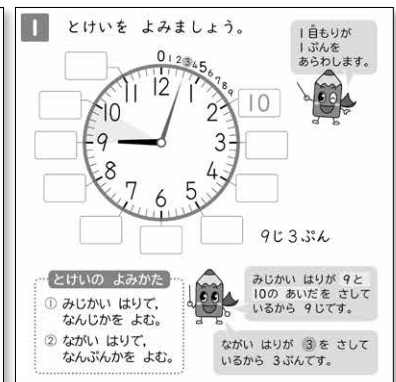 1 とけいを よみましょう。
1目もりが
1ぷんを
あらわします。
0 1 2 3 4 5 6 7 8 9
10
12
11 1
10 2
9 3
8 4
7 5
6
9じ3ぷん
とけいの よみかた
① みじかい はりで,
なんじかを よむ。
② ながい はりで,
なんぷんかを よむ。
みじかい はりが 9と
10の あいだを さして
いるから 9じです。
ながい はりが 3を さして
いるから 3ぷんです。